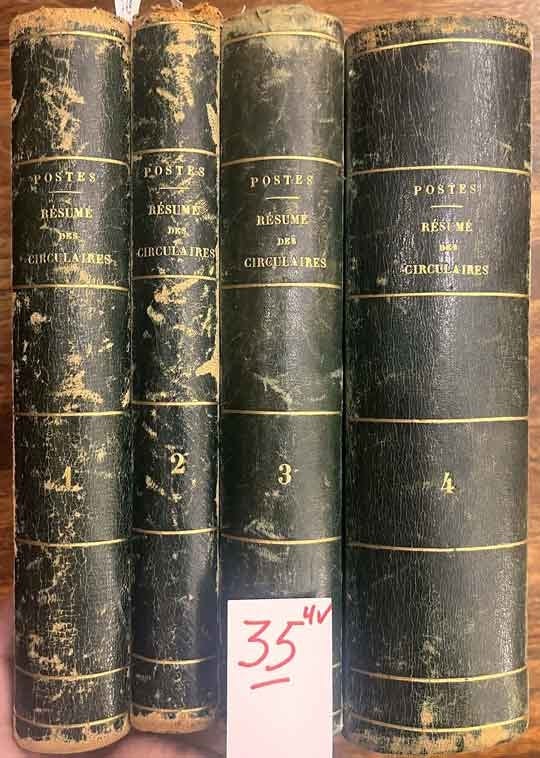 POSTES
RÉSUMÉ
DES
CIRCULAIRES
1
POSTES
RÉSUMÉ
DES
CIRCULAIRES
2
POSTES
RÉSUMÉ
DES
CIRCULAIRES
3
POSTES
RÉSUMÉ
DES
CIRCULAIRES
4
35 4v